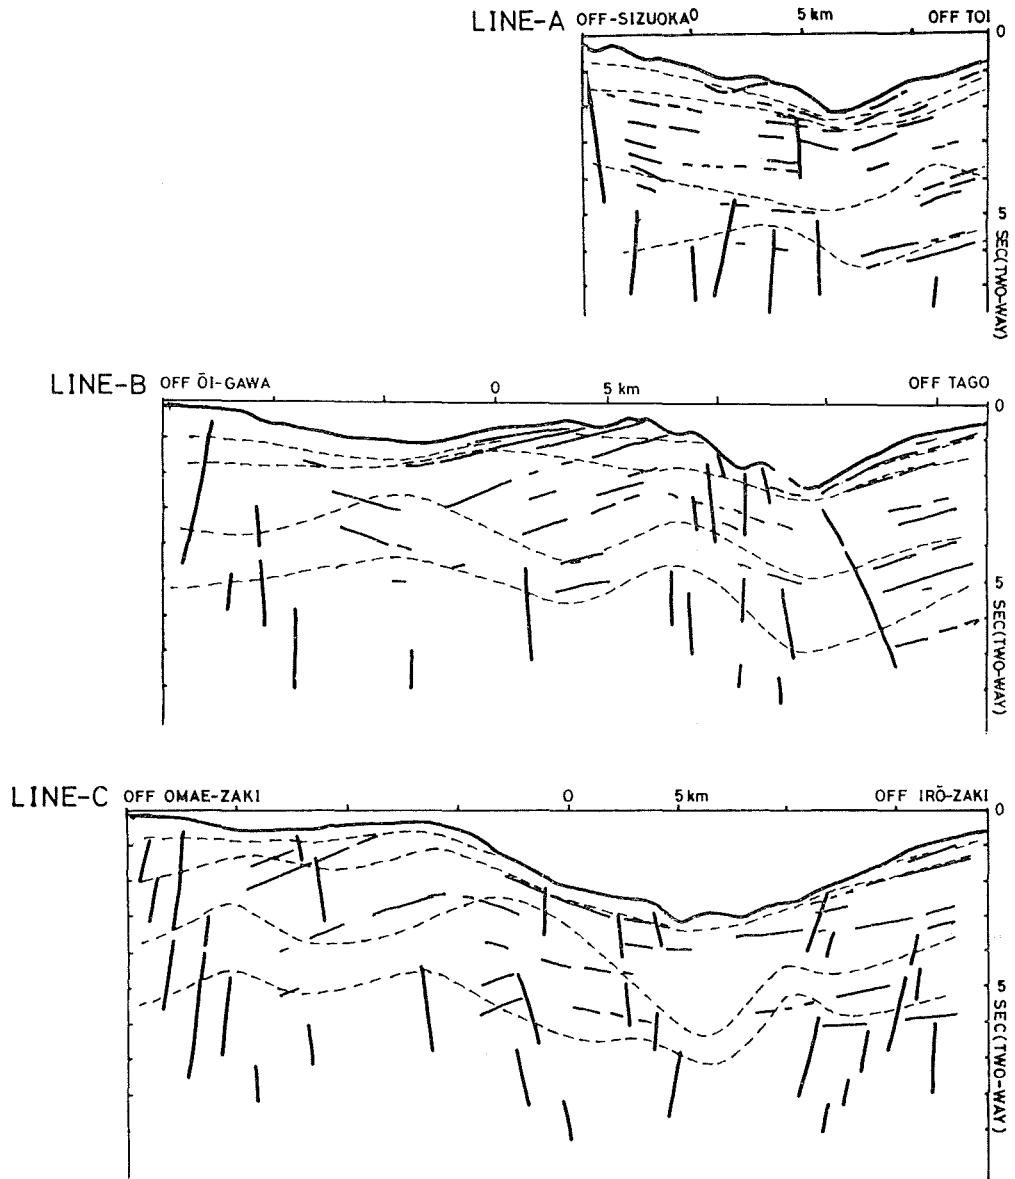 LINE-A OFF-SIZUOKA 0 5 km OFF TOI
0
5
SEC(TWO-WAY)
LINE-B OFF ŌI-GAWA 0 5 km OFF TAGO
0
5
SEC(TWO-WAY)
LINE-C OFF OMAE-ZAKI 0 5 km OFF IRŌ-ZAKI
0
5
SEC(TWO-WAY)